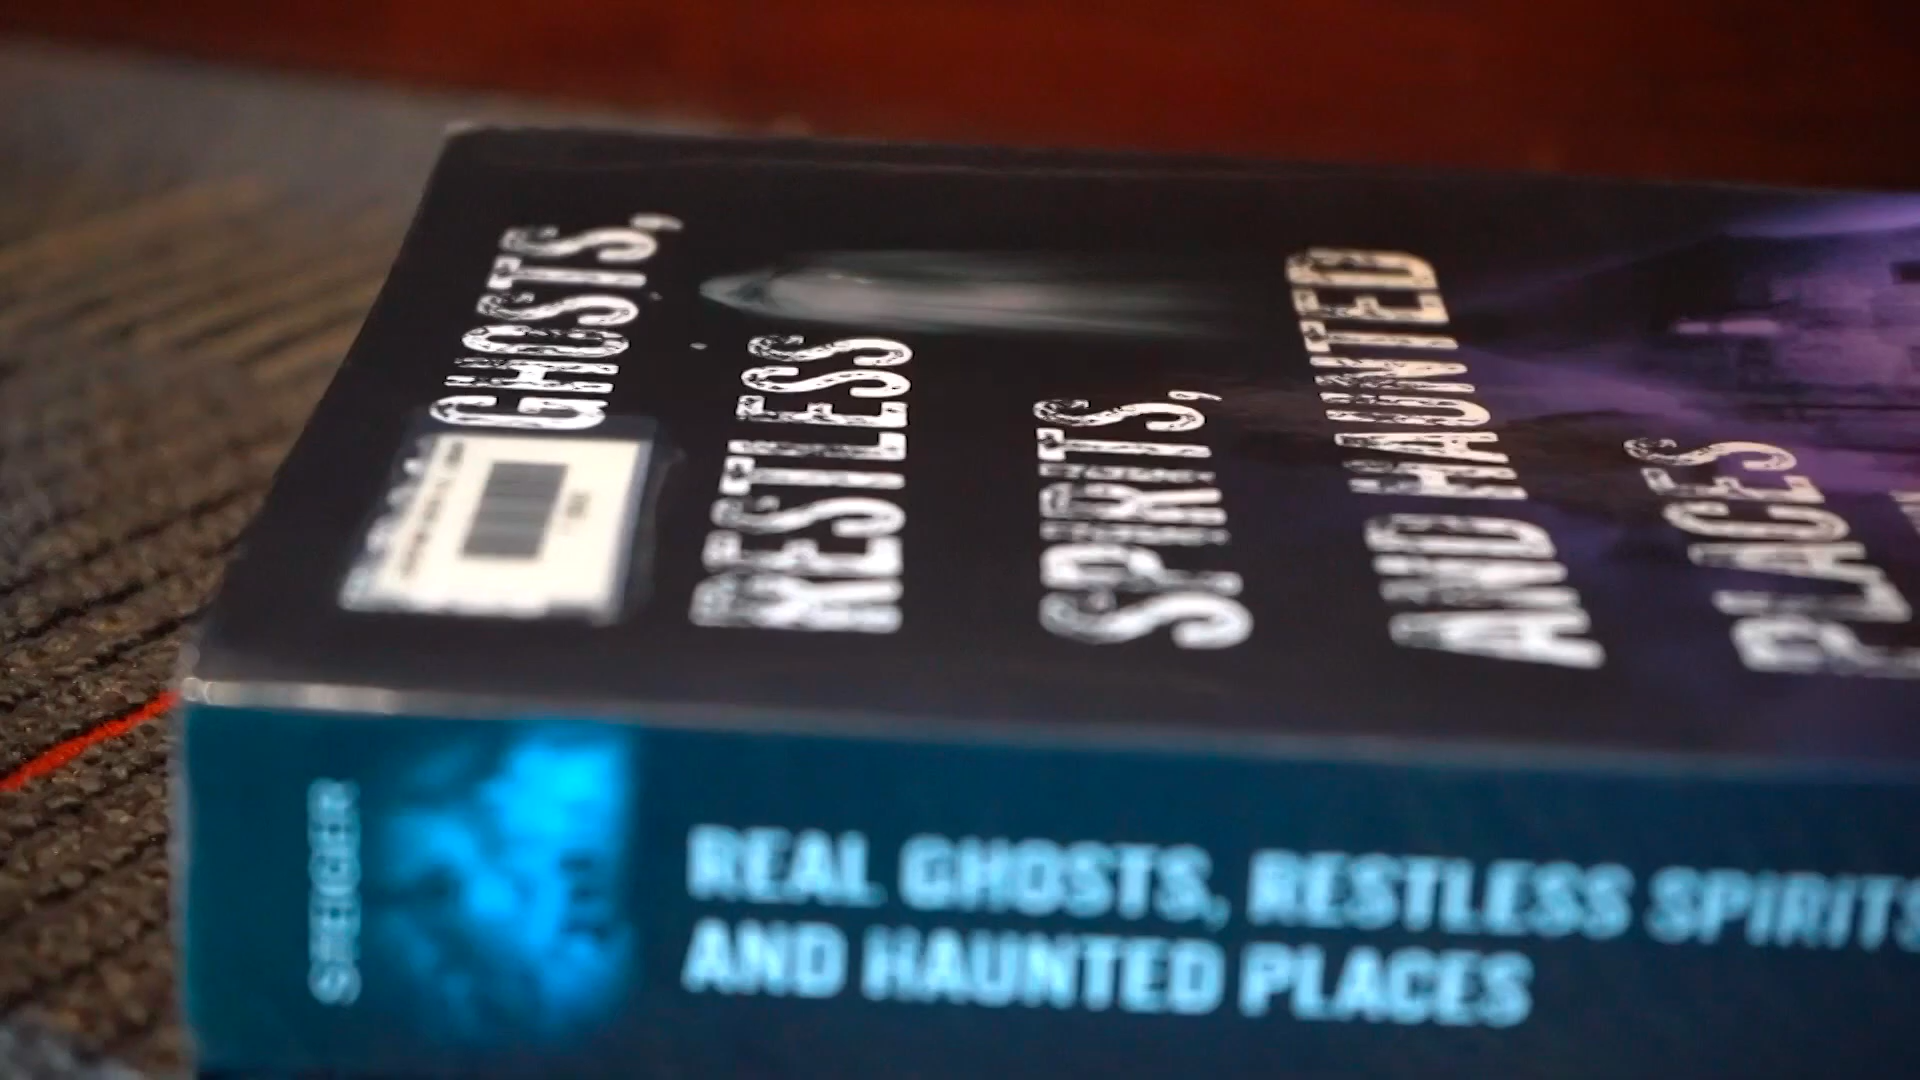 GHOSTS,
RESTLESS
SPIRITS,
AND HAUNTED
PLACES
STEIGER
REAL GHOSTS, RESTLESS SPIRITS
AND HAUNTED PLACES